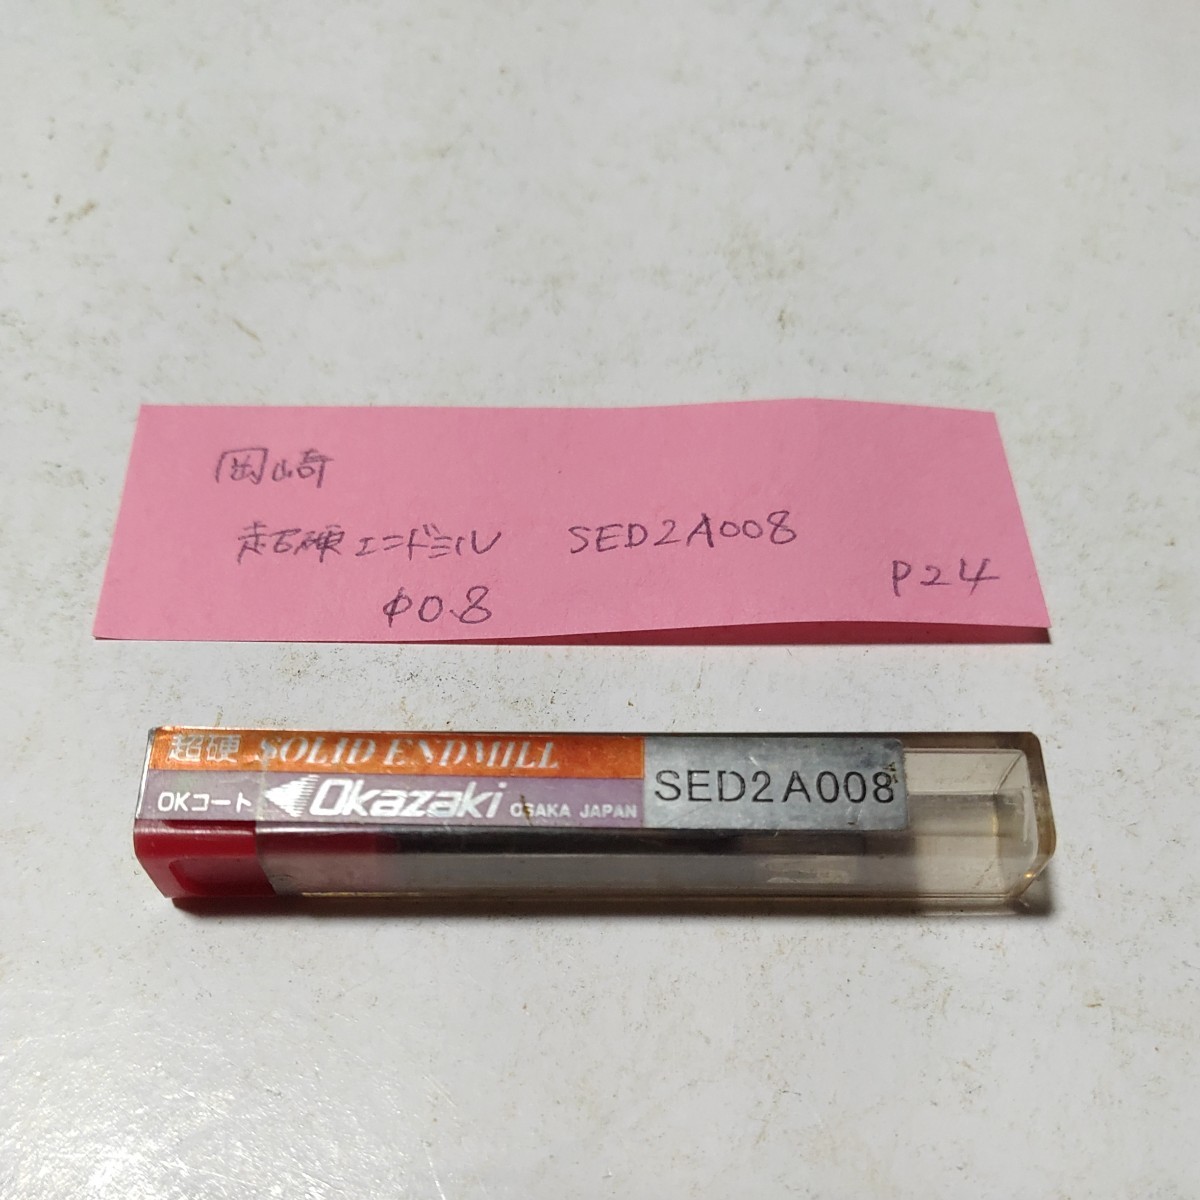 岡崎
超硬エンドミル SED2A008
φ0.8
P24
超硬 SOLID ENDMILL
OKコート Okazaki OSAKA JAPAN
SED2A008